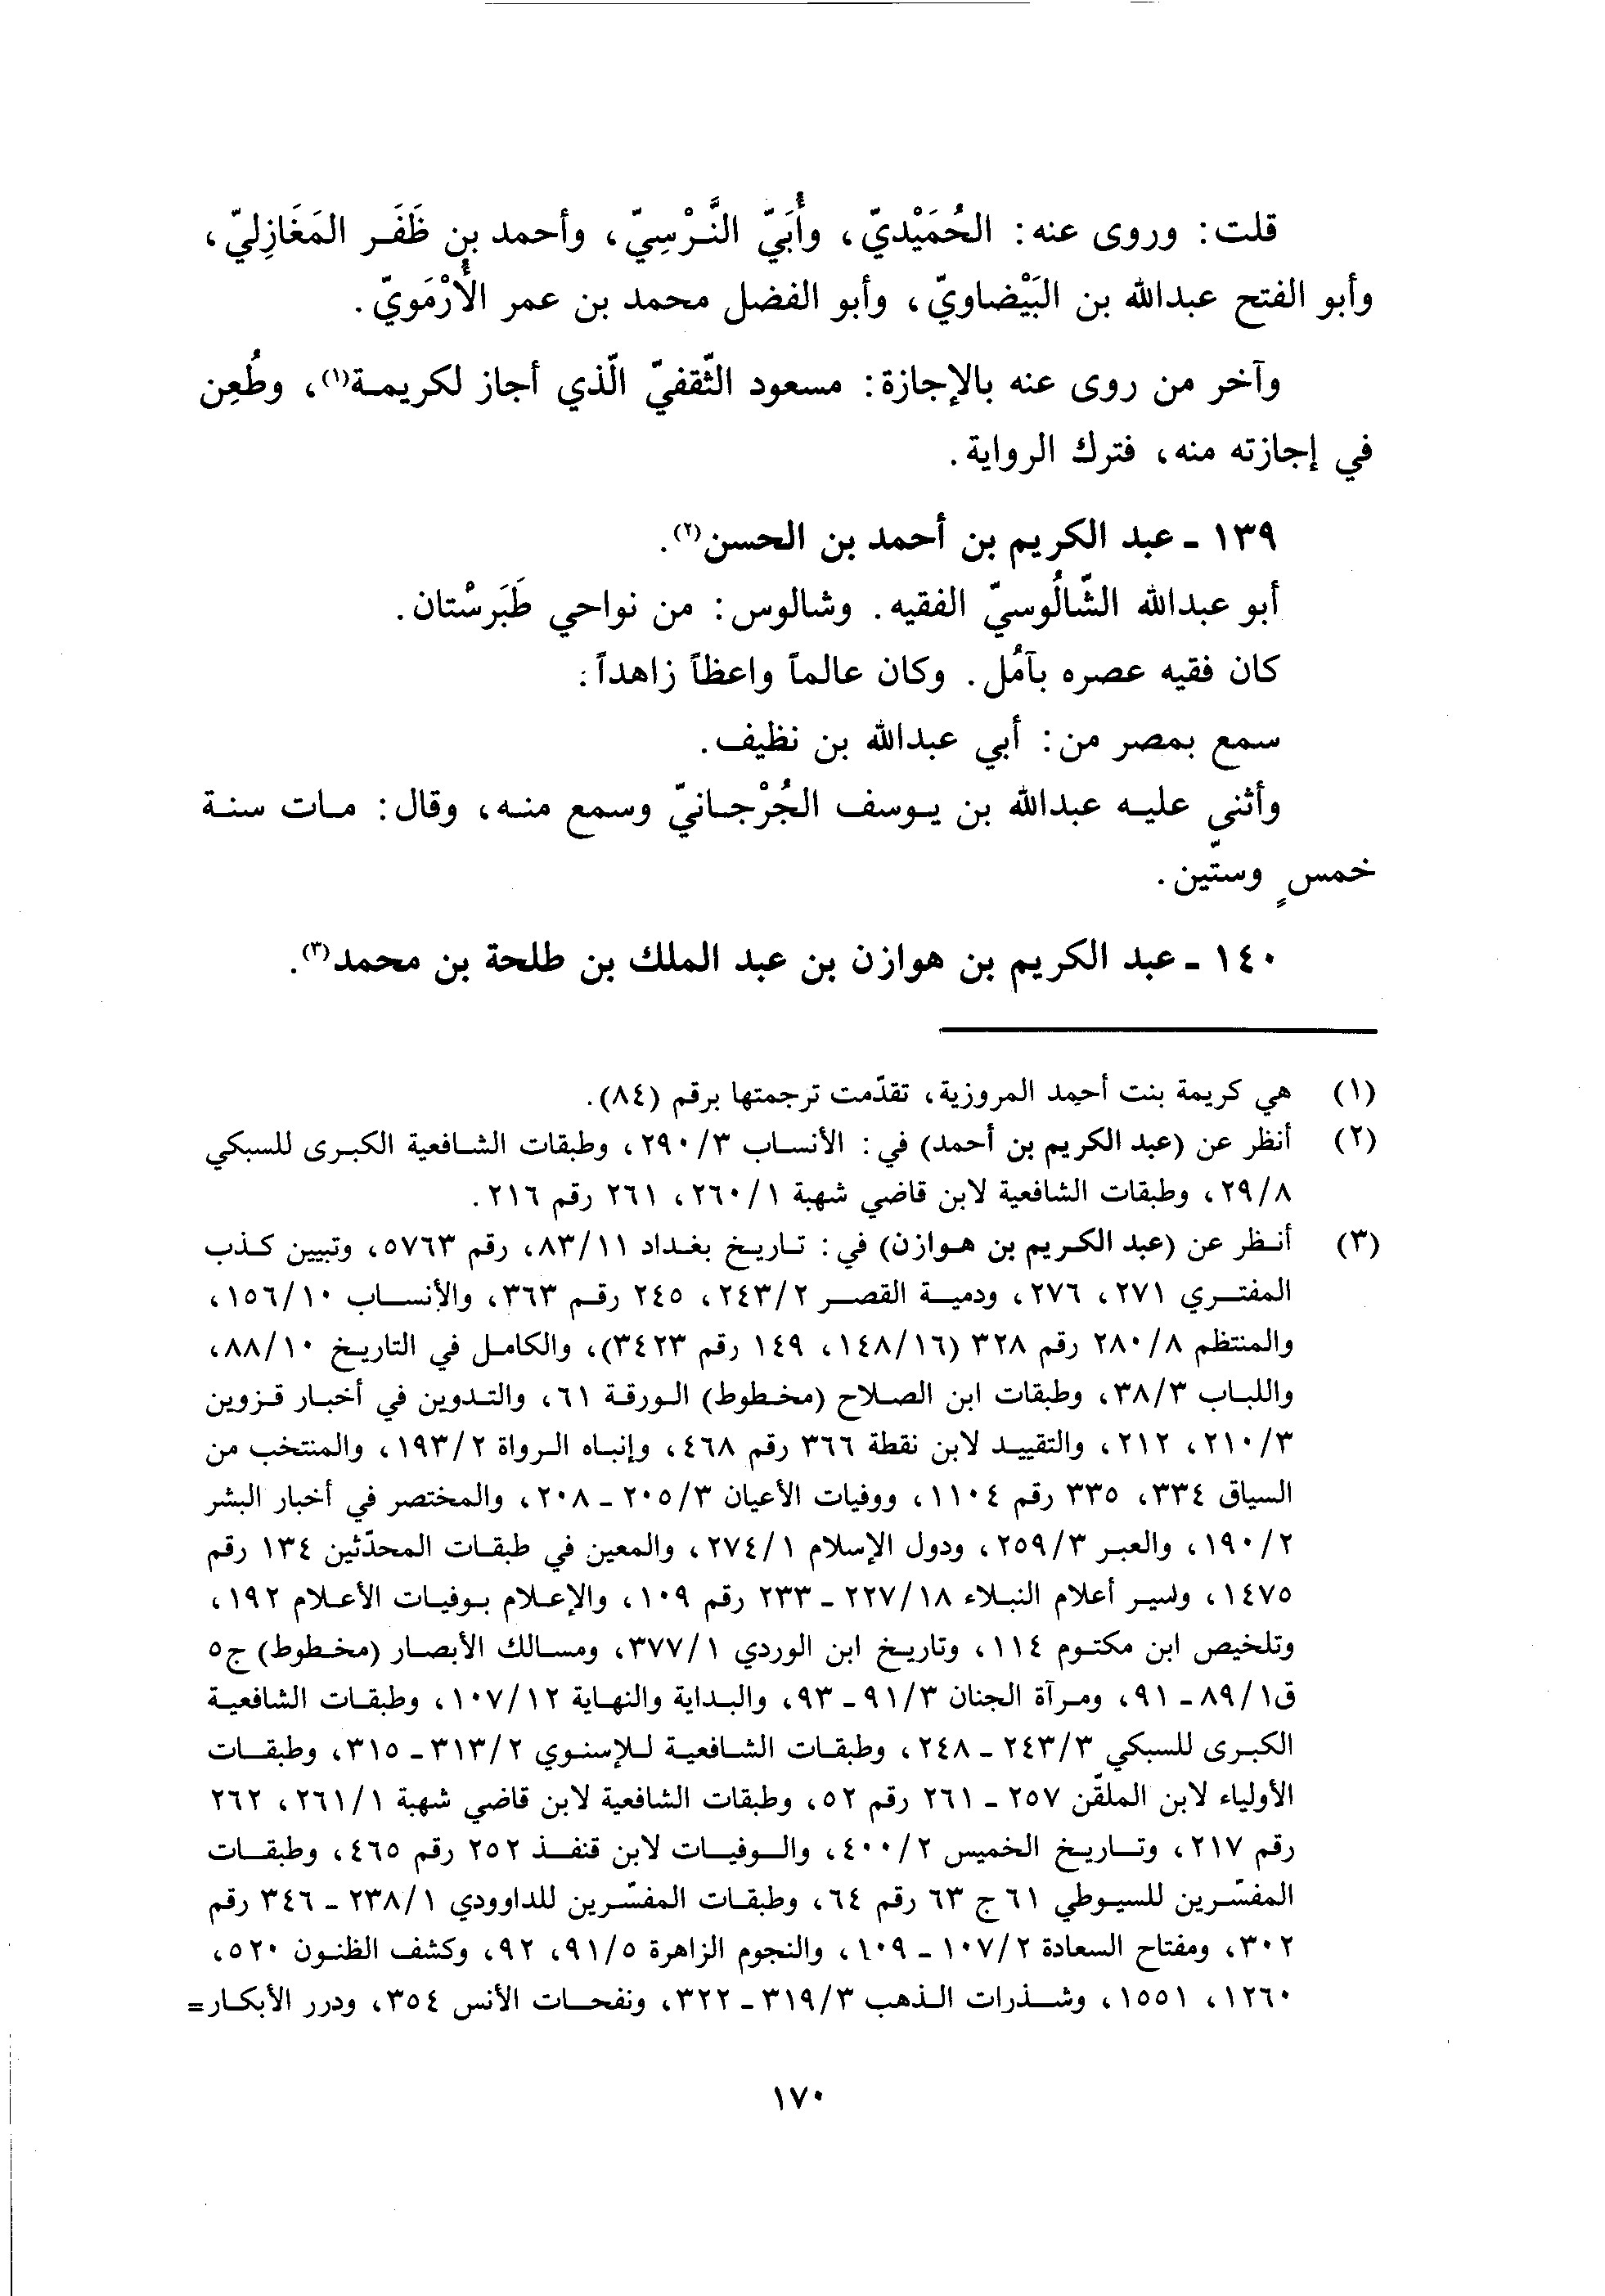 قلت: وروى عنه: الحُمَيْديّ، وأُبَيّ النَّرْسِيّ، وأحمد بن ظَفَر المَغَازِليّ،
وأبو الفتح عبدالله بن البَيْضاويّ، وأبو الفضل محمد بن عمر الأُرْمَويّ.
وآخر من روى عنه بالإجازة: مسعود الثّقفيّ الّذي أجاز لكريمة(١)، وطُعِن
في إجازته منه، فترك الرواية.
١٣٩ ـ عبد الكريم بن أحمد بن الحسن(٢).
أبو عبدالله الشّالُوسيّ الفقيه. وشالوس: من نواحي طَبَرسْتان.
كان فقيه عصره بآمُل. وكان عالماً واعظاً زاهداً:
سمع بمصر من: أبي عبدالله بن نظيف.
وأثنى عليه عبدالله بن يوسف الجُرْجانيّ وسمع منه، وقال: مات سنة
خمسٍ وستّين.
١٤٠ ـ عبد الكريم بن هوازن بن عبد الملك بن طلحة بن محمد(٣).
(١) هي كريمة بنت أحمد المروزية، تقدّمت ترجمتها برقم (٨٤).
(٢) أنظر عن (عبد الكريم بن أحمد) في: الأنساب ٢٩٠/٣، وطبقات الشافعية الكبرى للسبكي
٢٩/٨، وطبقات الشافعية لابن قاضي شهبة ٢٦٠/١، ٢٦١ رقم ٢١٦.
(٣) أنظر عن (عبد الكريم بن هوازن) في: تاريخ بغداد ٨٣/١١، رقم ٥٧٦٣، وتبيين كذب
المفتري ٢٧١، ٢٧٦، ودمية القصر ٢٤٣/٢، ٢٤٥ رقم ٣٦٣، والأنساب ١٥٦/١٠،
والمنتظم ٢٨٠/٨ رقم ٣٢٨ (١٤٨/١٦، ١٤٩ رقم ٣٤٢٣)، والكامل في التاريخ ٨٨/١٠،
واللباب ٣٨/٣، وطبقات ابن الصلاح (مخطوط) الورقة ٦١، والتدوين في أخبار قزوين
٢١٠/٣، ٢١٢، والتقييد لابن نقطة ٣٦٦ رقم ٤٦٨، وإنباه الرواة ١٩٣/٢، والمنتخب من
السياق ٣٣٤، ٣٣٥ رقم ١١٠٤، ووفيات الأعيان ٢٠٥/٣ ـ ٢٠٨، والمختصر في أخبار البشر
١٩٠/٢، والعبر ٢٥٩/٣، ودول الإسلام ٢٧٤/١، والمعين في طبقات المحدّثين ١٣٤ رقم
١٤٧٥، وسير أعلام النبلاء ٢٢٧/١٨ ـ ٢٣٣ رقم ١٠٩، والإعلام بوفيات الأعلام ١٩٢،
وتلخيص ابن مكتوم ١١٤، وتاريخ ابن الوردي ٣٧٧/١، ومسالك الأبصار (مخطوط) ج٥
ق٨٩/١ ـ ٩١، ومرآة الجنان ٩١/٣ ـ ٩٣، والبداية والنهاية ١٠٧/١٢، وطبقات الشافعية
الكبرى للسبكي ٢٤٣/٣ ـ ٢٤٨، وطبقات الشافعية للإسنوي ٣١٣/٢ ـ ٣١٥، وطبقات
الأولياء لابن الملقّن ٢٥٧ ـ ٢٦١ رقم ٥٢، وطبقات الشافعية لابن قاضي شهبة ٢٦١/١، ٢٦٢
رقم ٢١٧، وتاريخ الخميس ٤٠٠/٢، والوفيات لابن قنفذ ٢٥٢ رقم ٤٦٥، وطبقات
المفسّرين للسيوطي ٦١ ج ٦٣ رقم ٦٤، وطبقات المفسّرين للداوودي ٢٣٨/١ ـ ٣٤٦ رقم
٣٠٢، ومفتاح السعادة ١٠٧/٢ ـ ١٠٩، والنجوم الزاهرة ٩١/٥، ٩٢، وكشف الظنون ٥٢٠،
١٢٦٠، ١٥٥١، وشذرات الذهب ٣١٩/٣ ـ ٣٢٢، ونفحات الأنس ٣٥٤، ودرر الأبكار=
١٧٠